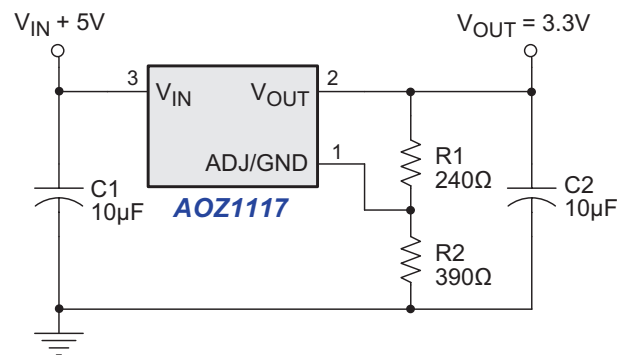 VIN + 5V
VOUT = 3.3V
3
VIN
VOUT
2
ADJ/GND
1
AOZ1117
C1
10μF
R1
240Ω
R2
390Ω
C2
10μF